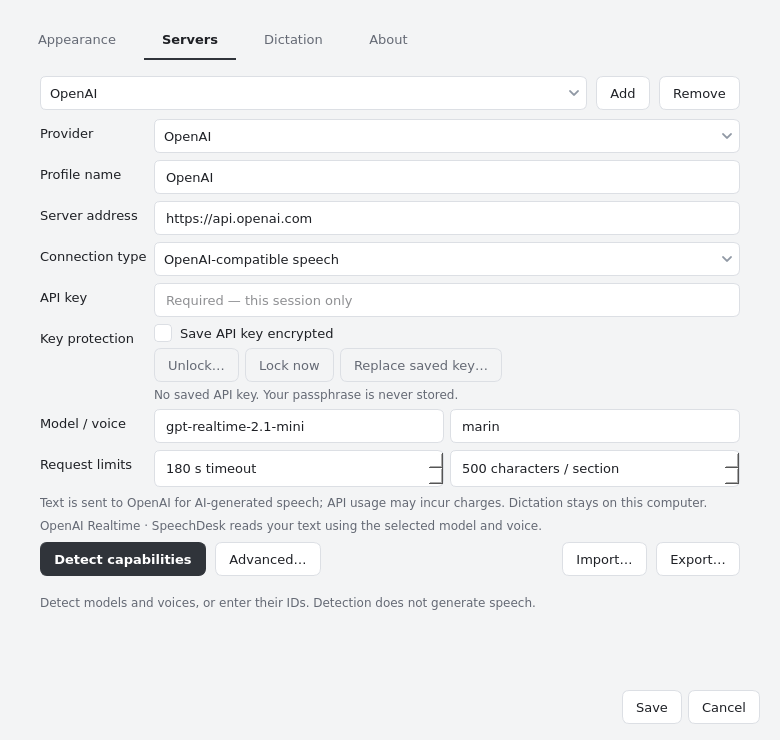 Appearance Servers Dictation About
OpenAI Add Remove
Provider OpenAI
Profile name OpenAI
Server address https://api.openai.com
Connection type OpenAI-compatible speech
API key Required — this session only
Key protection Save API key encrypted
Unlock... Lock now Replace saved key...
No saved API key. Your passphrase is never stored.
Model / voice gpt-realtime-2.1-mini marin
Request limits 180 s timeout 500 characters / section
Text is sent to OpenAI for AI-generated speech; API usage may incur charges. Dictation stays on this computer.
OpenAI Realtime · SpeechDesk reads your text using the selected model and voice.
Detect capabilities Advanced... Import... Export...
Detect models and voices, or enter their IDs. Detection does not generate speech.
Save Cancel